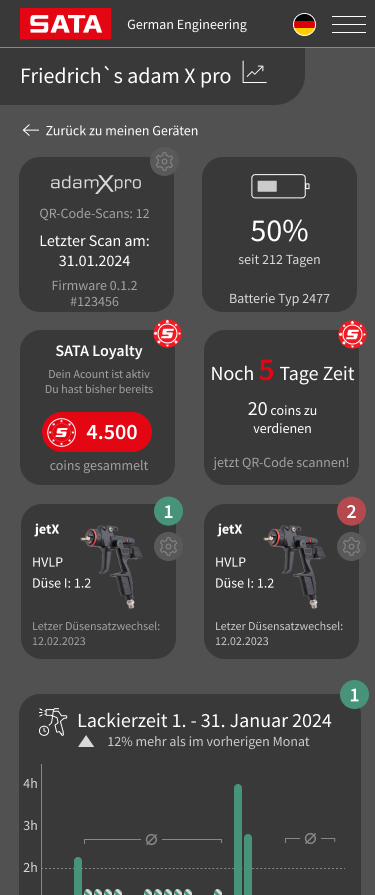 SATA
German Engineering
Friedrich`s adam X pro
Zurück zu meinen Geräten
adamXpro
QR-Code-Scans: 12
Letzter Scan am:
31.01.2024
Firmware 0.1.2
#123456
50%
seit 212 Tagen
Batterie Typ 2477
S
SATA Loyalty
Dein Acount ist aktiv
Du hast bisher bereits
S
4.500
coins gesammelt
S
Noch 5 Tage Zeit
20 coins zu
verdienen
jetzt QR-Code scannen!
1
jetX
HVLP
Düse I: 1.2
Letzer Düsensatzwechsel:
12.02.2023
2
jetX
HVLP
Düse I: 1.2
Letzer Düsensatzwechsel:
12.02.2023
1
Lackierzeit 1. - 31. Januar 2024
12% mehr als im vorherigen Monat
4h
3h
Ø
Ø
2h